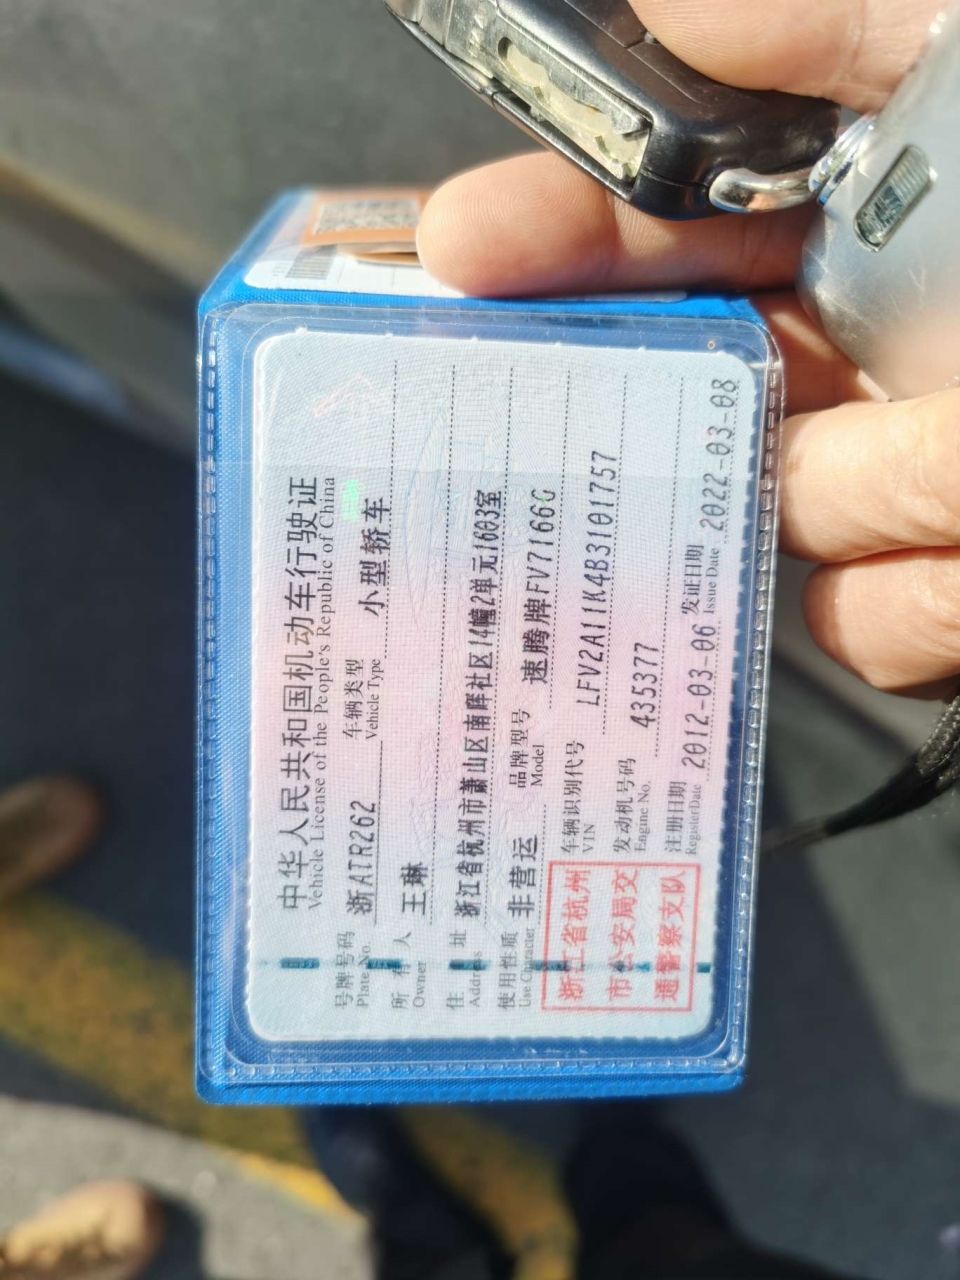 中华人民共和国机动车行驶证
Vehicle License of the People's Republic of China
号牌号码 浙ATR262 车辆类型 小型轿车
Plate No. Vehicle Type
所有人 王琳
Owner
住址 浙江省杭州市萧山区南晖社区14幢2单元1603室
Address
使用性质 非营运 品牌型号 速腾牌FV7166G
Use Character Model
浙江省杭州
市公安局交
通警察支队
车辆识别代号 LFV2A11K4B3101757
VIN
发动机号码 435377
Engine No.
注册日期 2012-03-06 发证日期 2022-03-08
Register Date Issue Date